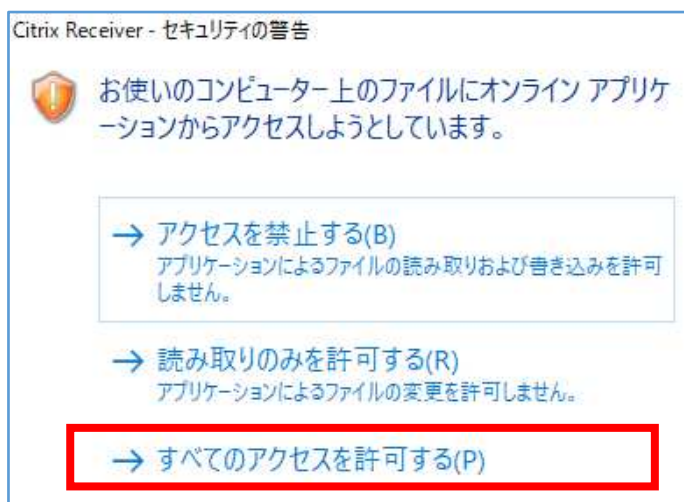 Citrix Receiver - セキュリティの警告
お使いのコンピューター上のファイルにオンライン アプリケ
ーションからアクセスしようとしています。
→ アクセスを禁止する(B)
アプリケーションによるファイルの読み取りおよび書き込みを許可
しません。
→ 読み取りのみを許可する(R)
アプリケーションによるファイルの変更を許可しません。
→ すべてのアクセスを許可する(P)